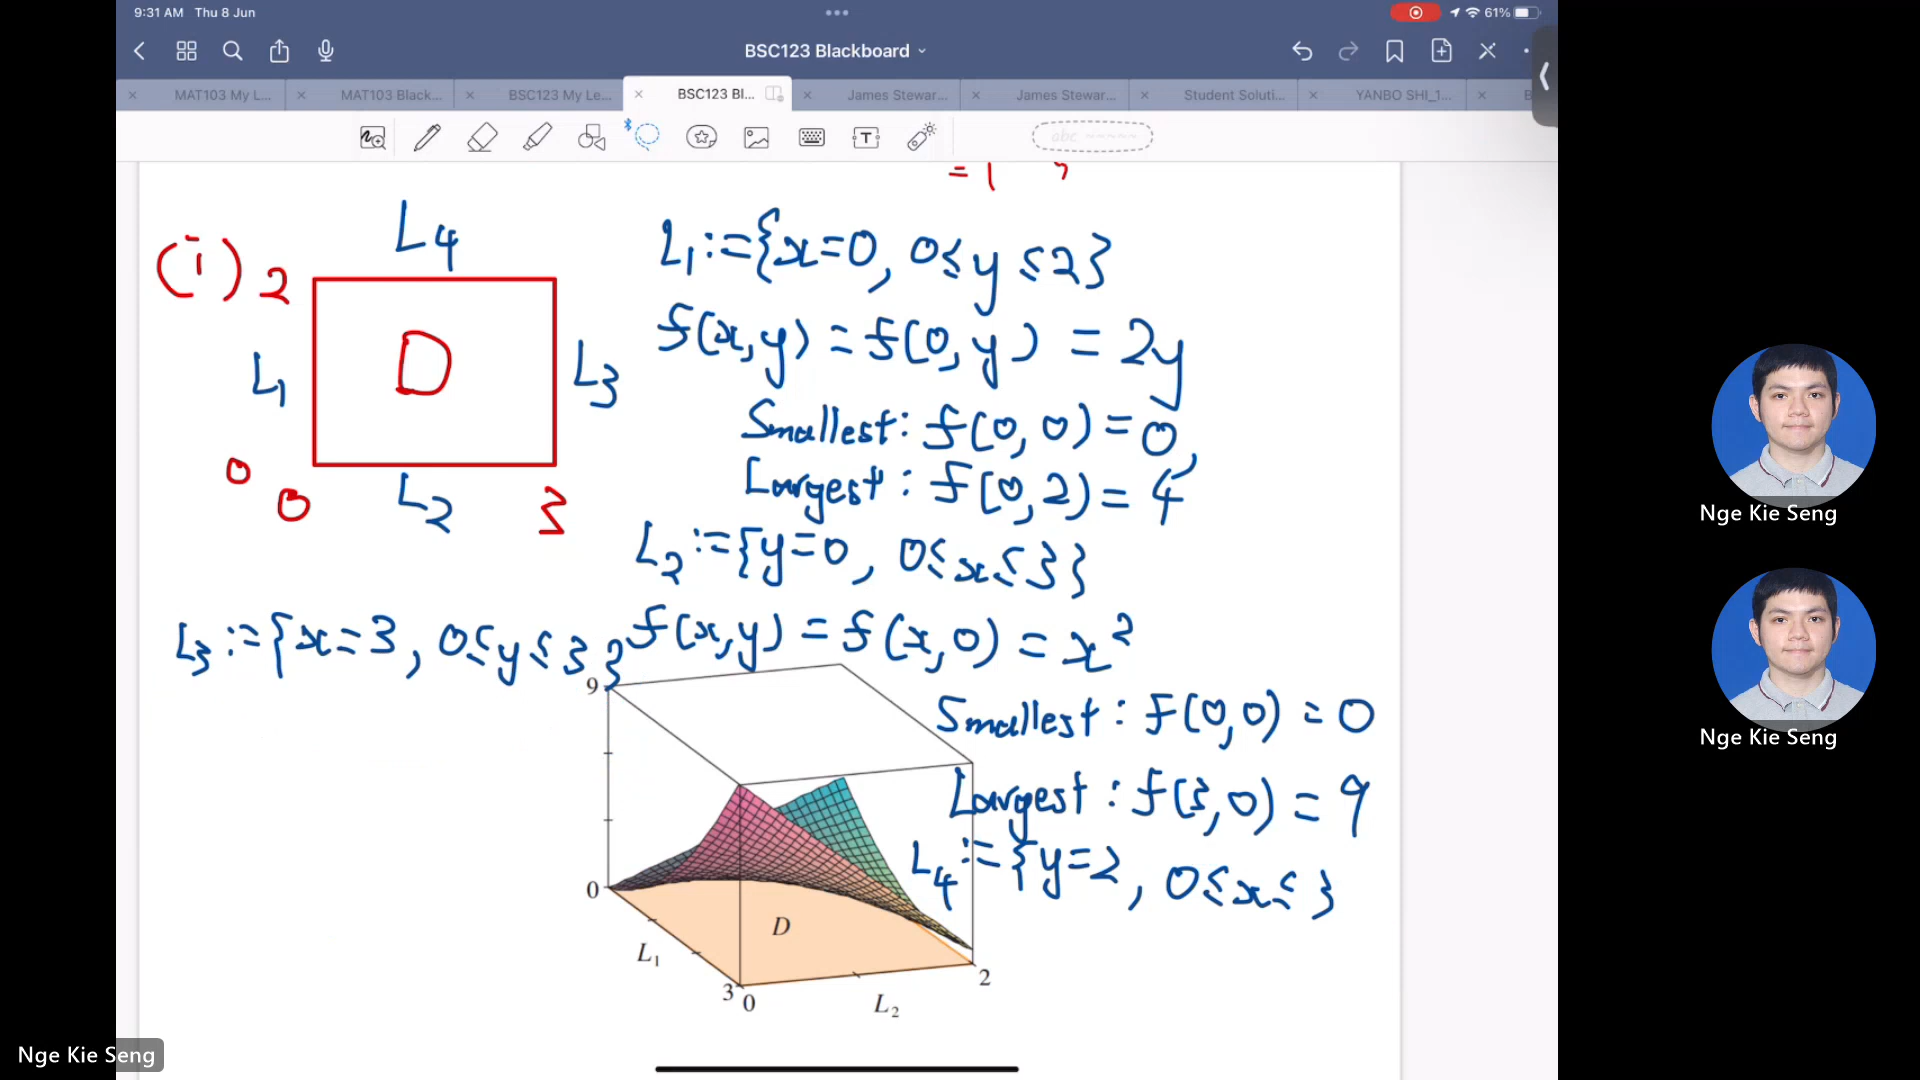 9:31 AM Thu 8 Jun
61%
BSC123 Blackboard
MAT103 My L...
MAT103 Black...
BSC123 My Le...
BSC123 Bl...
James Stewar...
James Stewar...
Student Soluti...
YANBO SHI_1...
abc
(i)
L4
2
L1
D
L3
0
0
L2
3
L1:={x=0, 0≤y≤2}
f(x,y)=f(0,y)=2y
Smallest: f(0,0)=0,
Largest: f(0,2)=4
L2:={y=0, 0≤x≤3}
f(x,y)=f(x,0)=x²
L3:={x=3, 0≤y≤3}
Smallest: f(0,0)=0
Largest: f(3,0)=9
L4:={y=2, 0≤x≤3
9
0
D
L1
3
0
L2
2
Nge Kie Seng
Nge Kie Seng
Nge Kie Seng